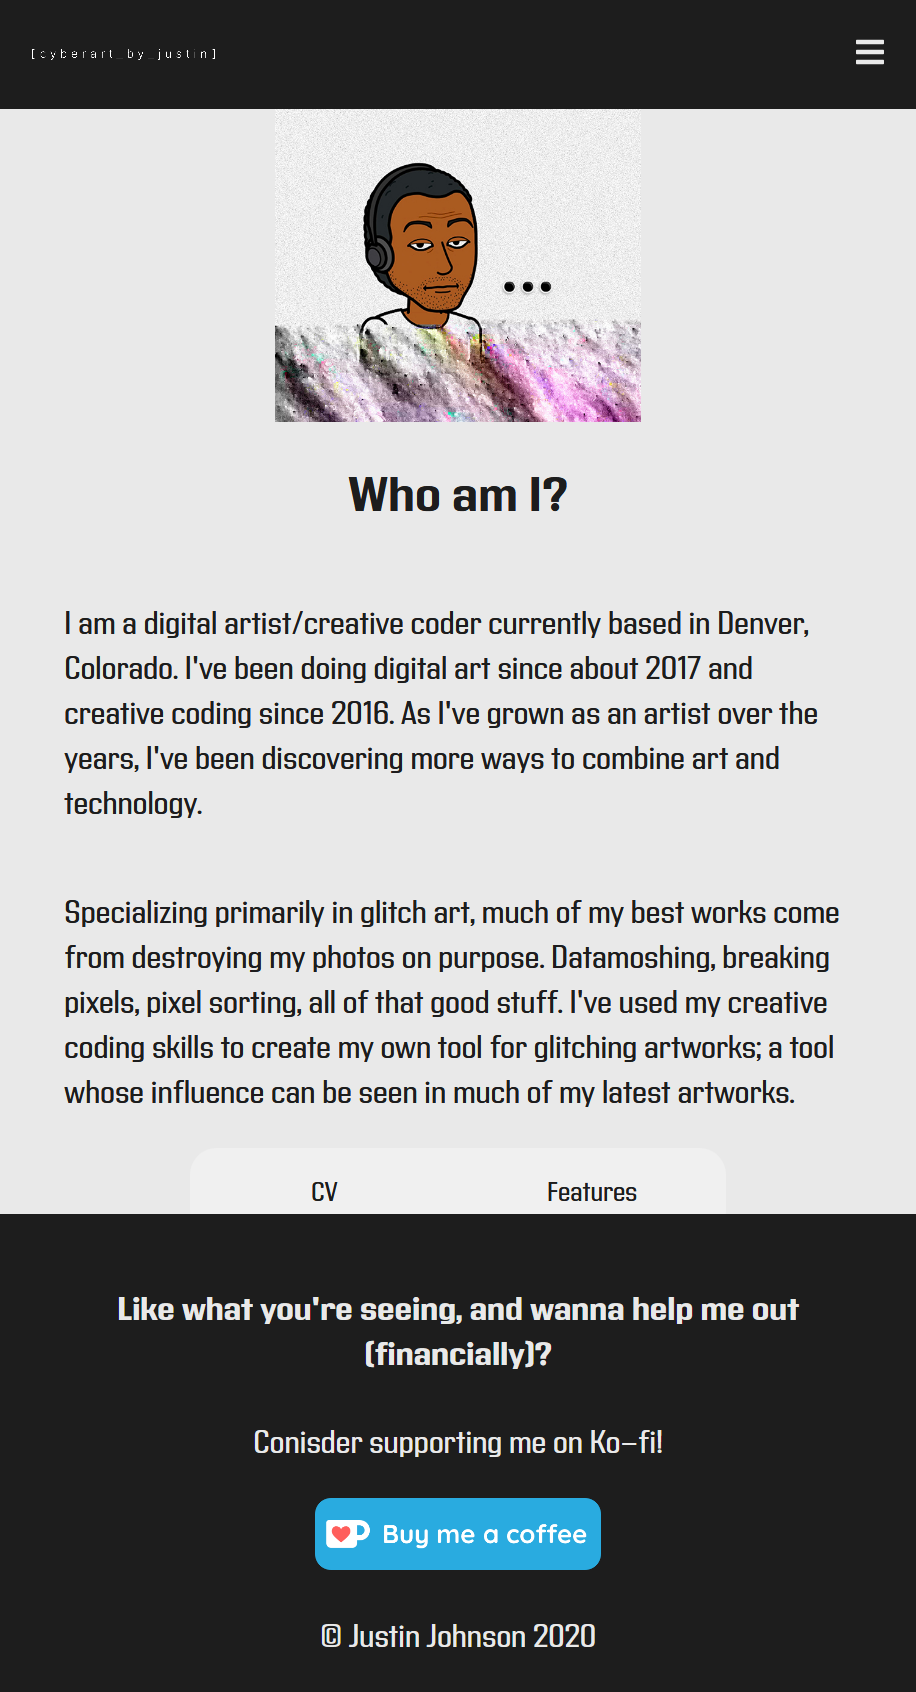 [cyberart_by_justin]
Who am I?
I am a digital artist/creative coder currently based in Denver,
Colorado. I've been doing digital art since about 2017 and
creative coding since 2016. As I've grown as an artist over the
years, I've been discovering more ways to combine art and
technology.
Specializing primarily in glitch art, much of my best works come
from destroying my photos on purpose. Datamoshing, breaking
pixels, pixel sorting, all of that good stuff. I've used my creative
coding skills to create my own tool for glitching artworks; a tool
whose influence can be seen in much of my latest artworks.
CV Features
Like what you're seeing, and wanna help me out
(financially)?
Conisder supporting me on Ko-fi!
Buy me a coffee
© Justin Johnson 2020